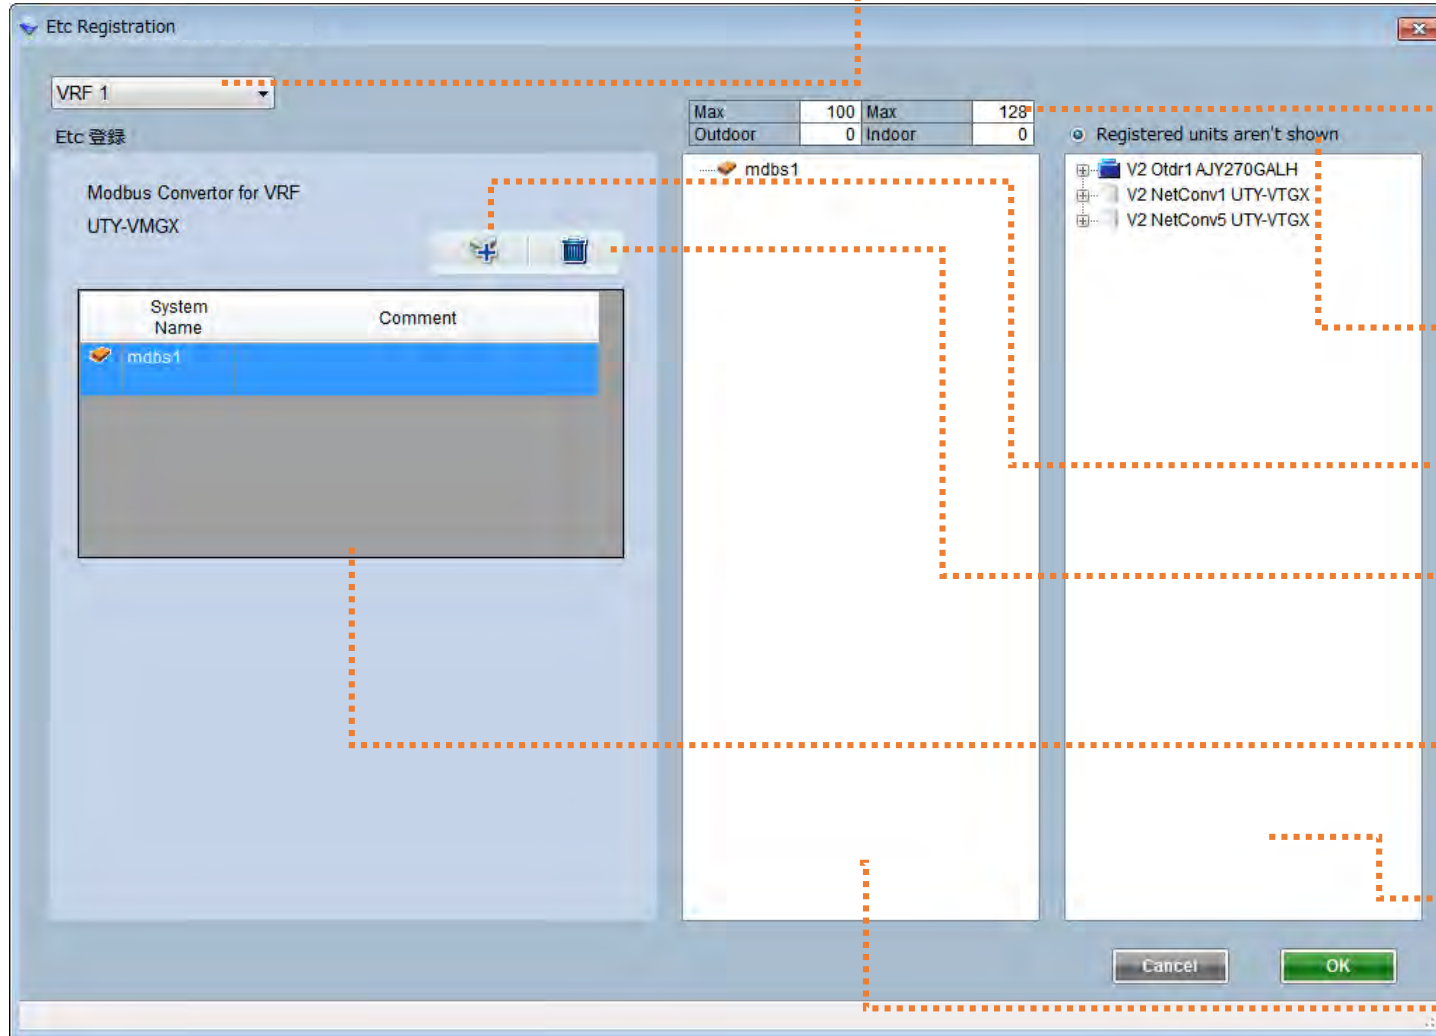 Etc Registration
VRF 1
Etc 登録
Modbus Convertor for VRF
UTY-VMGX
System Name Comment
mdbs1
Max 100 Max 128
Outdoor 0 Indoor 0
mdbs1
Registered units aren't shown
V2 Otdr1 AJY270GALH
V2 NetConv1 UTY-VTGX
V2 NetConv5 UTY-VTGX
Cancel OK